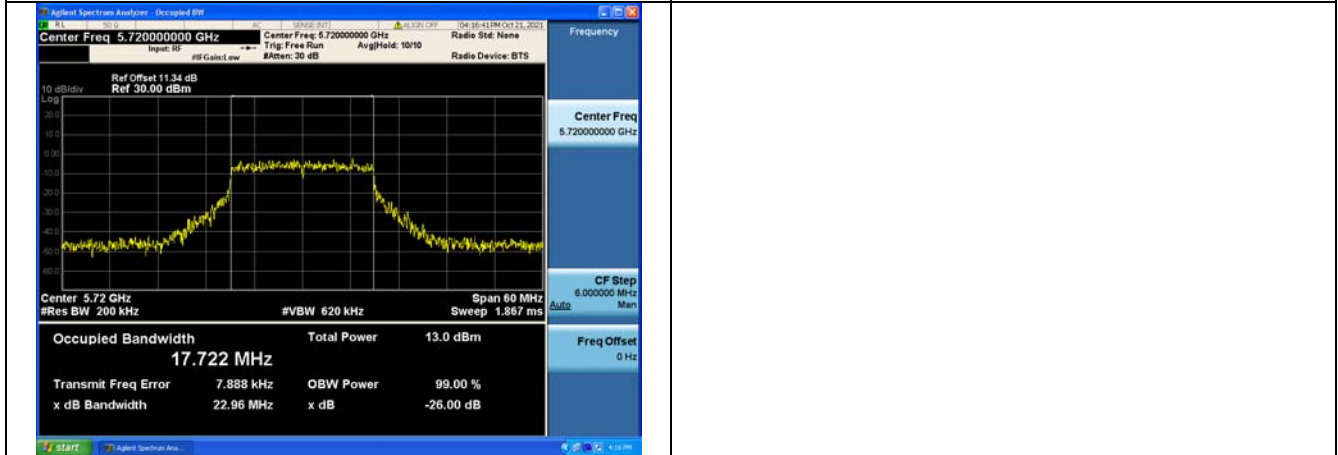 Agilent Spectrum Analyzer - Occupied BW
RL 50 Ω AC SENSE:INT ALIGN OFF 04:16:41 PM Oct 21, 2021
Center Freq 5.720000000 GHz
Center Freq: 5.720000000 GHz
Radio Std: None
Frequency
Input: RF
Trig: Free Run
Avg|Hold: 10/10
#IFGain:Low
#Atten: 30 dB
Radio Device: BTS
Ref Offset 11.34 dB
10 dB/div
Ref 30.00 dBm
Log
20.0
10.0
0.00
-10.0
-20.0
-30.0
-40.0
-50.0
-60.0
Center Freq
5.720000000 GHz
Center 5.72 GHz
Span 60 MHz
#Res BW 200 kHz
#VBW 620 kHz
Sweep 1.867 ms
CF Step
6.000000 MHz
Auto Man
Occupied Bandwidth
17.722 MHz
Total Power
13.0 dBm
Transmit Freq Error
7.888 kHz
OBW Power
99.00 %
x dB Bandwidth
22.96 MHz
x dB
-26.00 dB
Freq Offset
0 Hz
start
Agilent Spectrum Ana...
4:16 PM